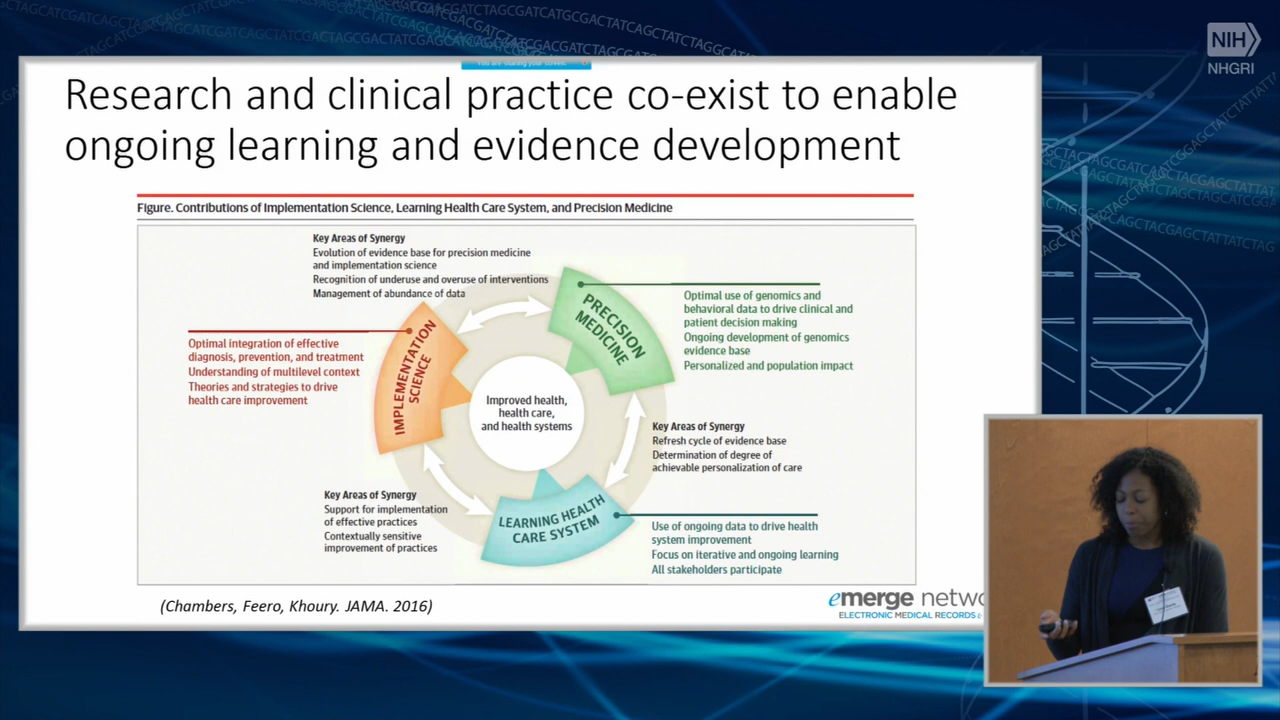 NIH
NHGRI
You are sharing your screen.
Research and clinical practice co-exist to enable
ongoing learning and evidence development
Figure. Contributions of Implementation Science, Learning Health Care System, and Precision Medicine
Key Areas of Synergy
Evolution of evidence base for precision medicine
and implementation science
Recognition of underuse and overuse of interventions
Management of abundance of data
PRECISION
MEDICINE
Optimal use of genomics and
behavioral data to drive clinical and
patient decision making
Ongoing development of genomics
evidence base
Personalized and population impact
Optimal integration of effective
diagnosis, prevention, and treatment
Understanding of multilevel context
Theories and strategies to drive
health care improvement
IMPLEMENTATION
SCIENCE
Improved health,
health care,
and health systems
Key Areas of Synergy
Refresh cycle of evidence base
Determination of degree of
achievable personalization of care
Key Areas of Synergy
Support for implementation
of effective practices
Contextually sensitive
improvement of practices
LEARNING HEALTH
CARE SYSTEM
Use of ongoing data to drive health
system improvement
Focus on iterative and ongoing learning
All stakeholders participate
(Chambers, Feero, Khoury. JAMA. 2016)
emerge netwo
ELECTRONIC MEDICAL RECORDS &